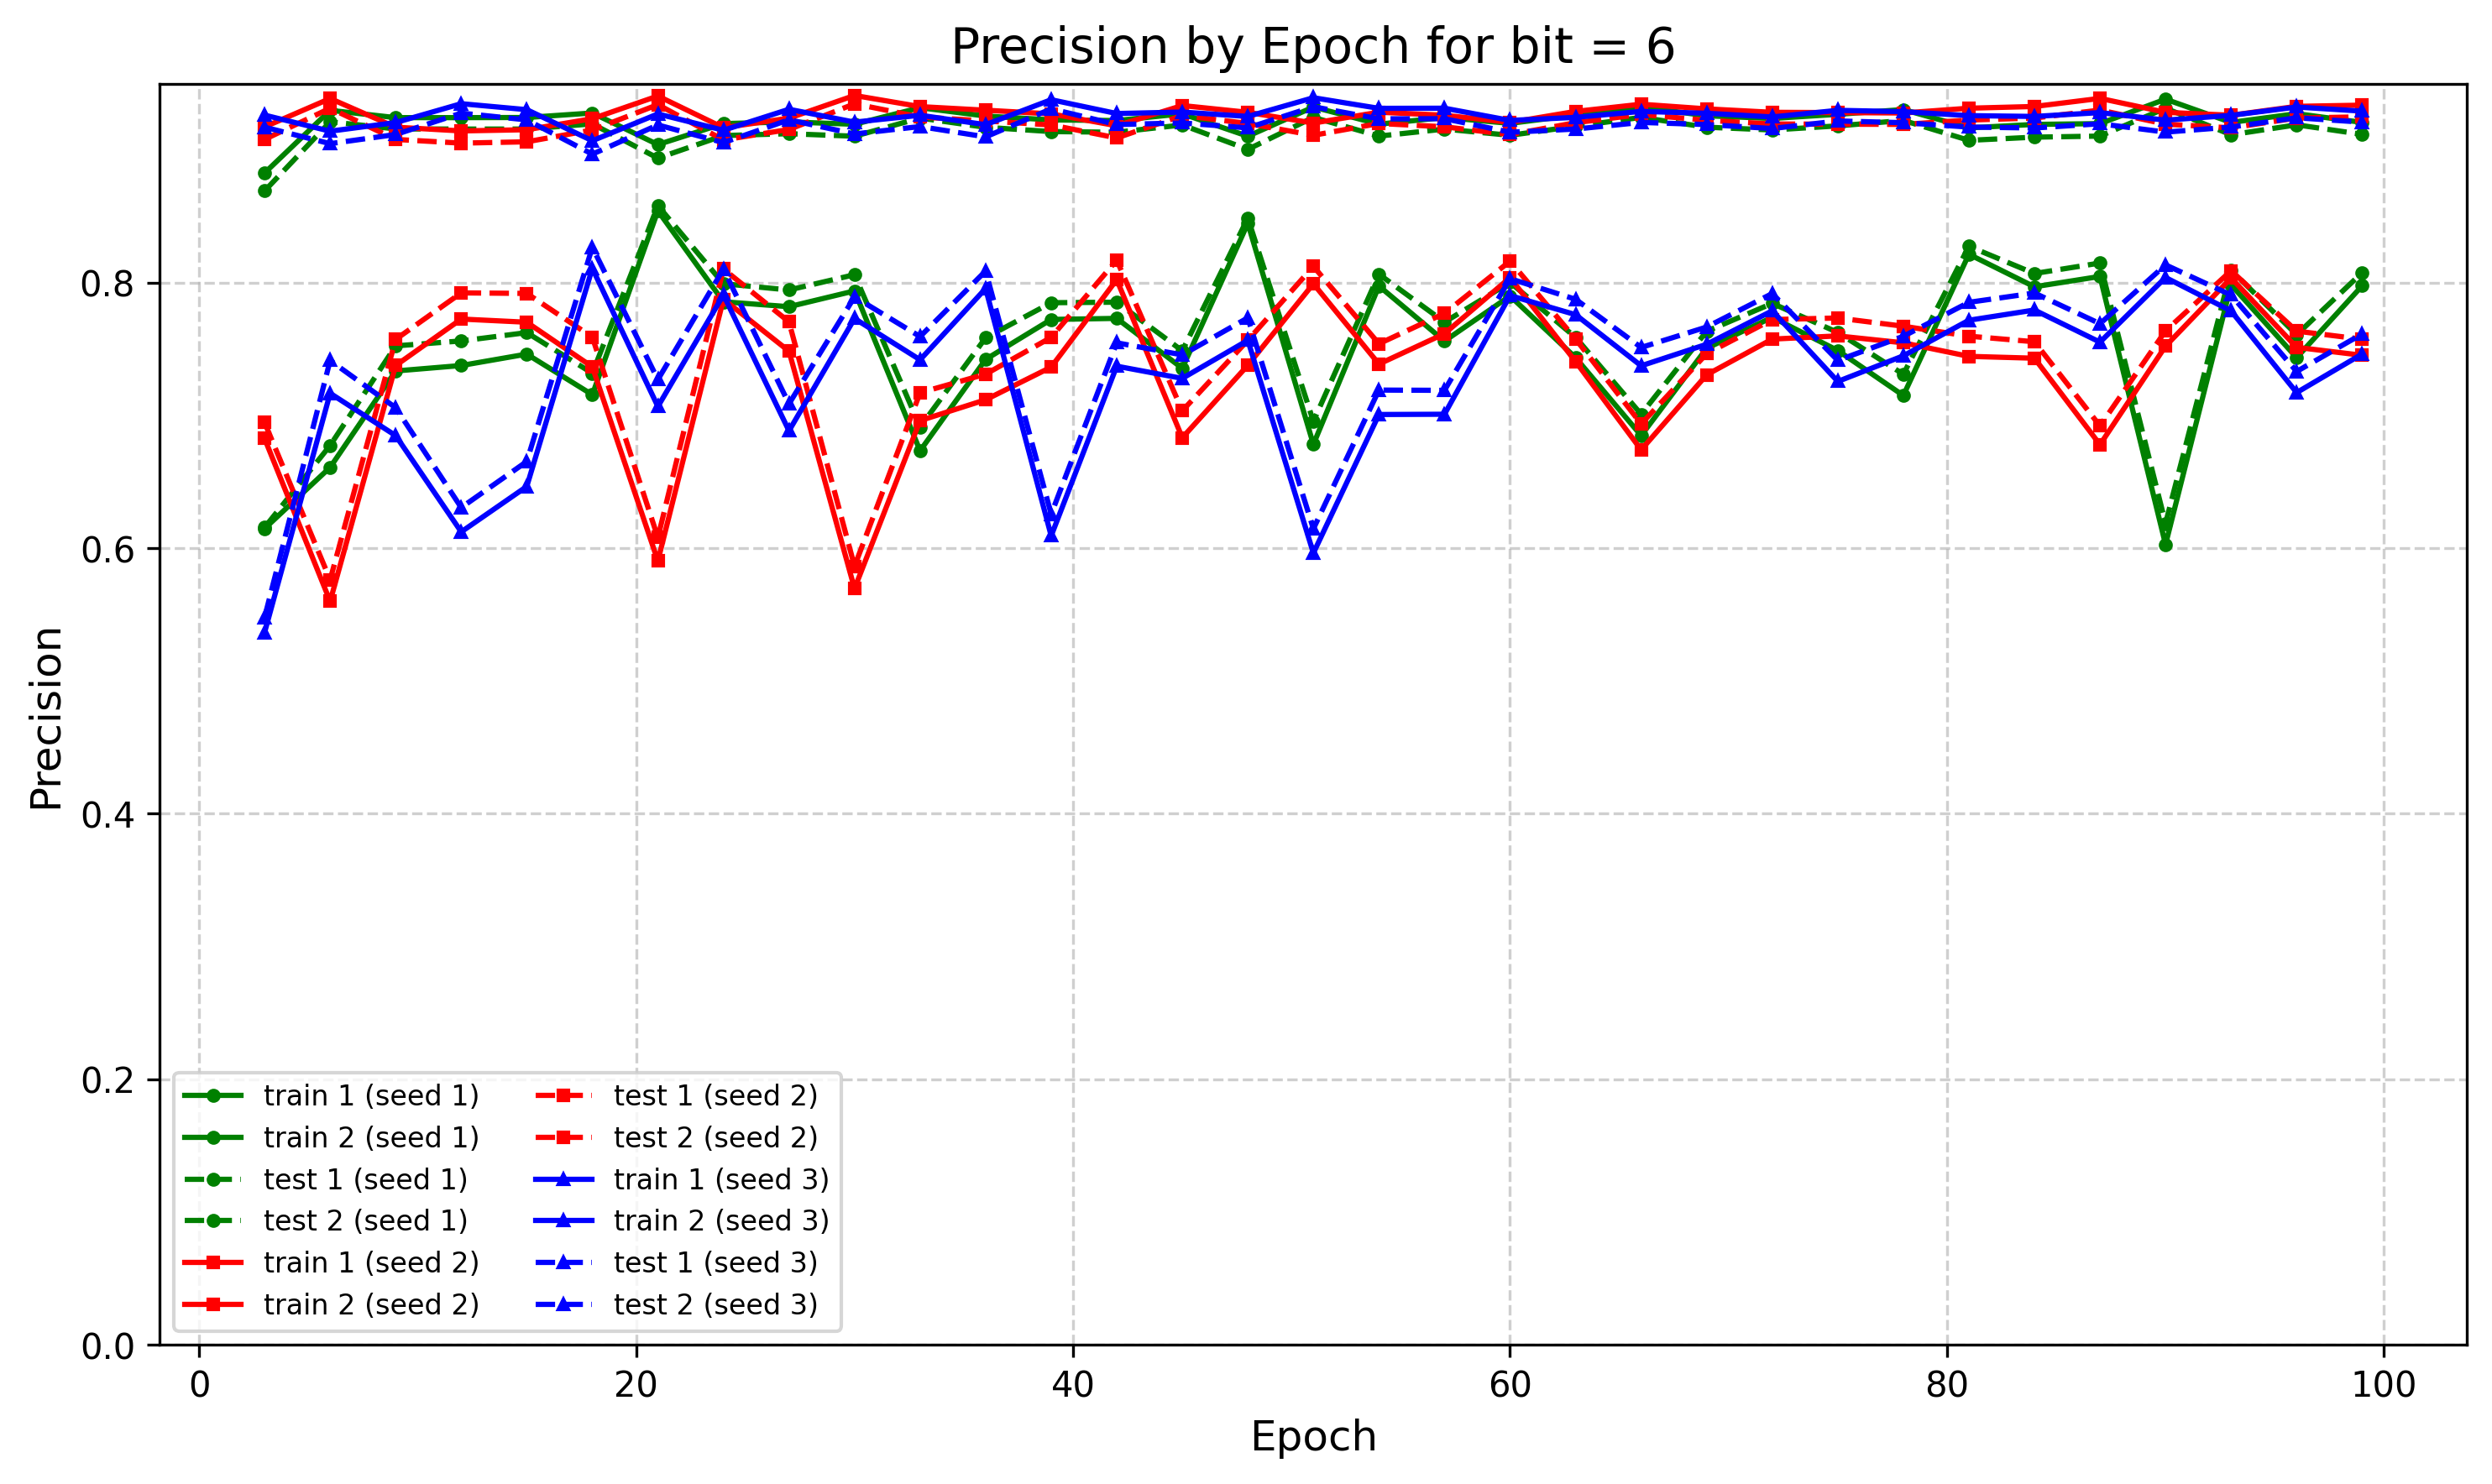 Precision by Epoch for bit = 6
Precision
0.8
0.6
0.4
0.2
0.0
train 1 (seed 1)
train 2 (seed 1)
test 1 (seed 1)
test 2 (seed 1)
train 1 (seed 2)
train 2 (seed 2)
test 1 (seed 2)
test 2 (seed 2)
train 1 (seed 3)
train 2 (seed 3)
test 1 (seed 3)
test 2 (seed 3)
0 20 40 60 80 100
Epoch